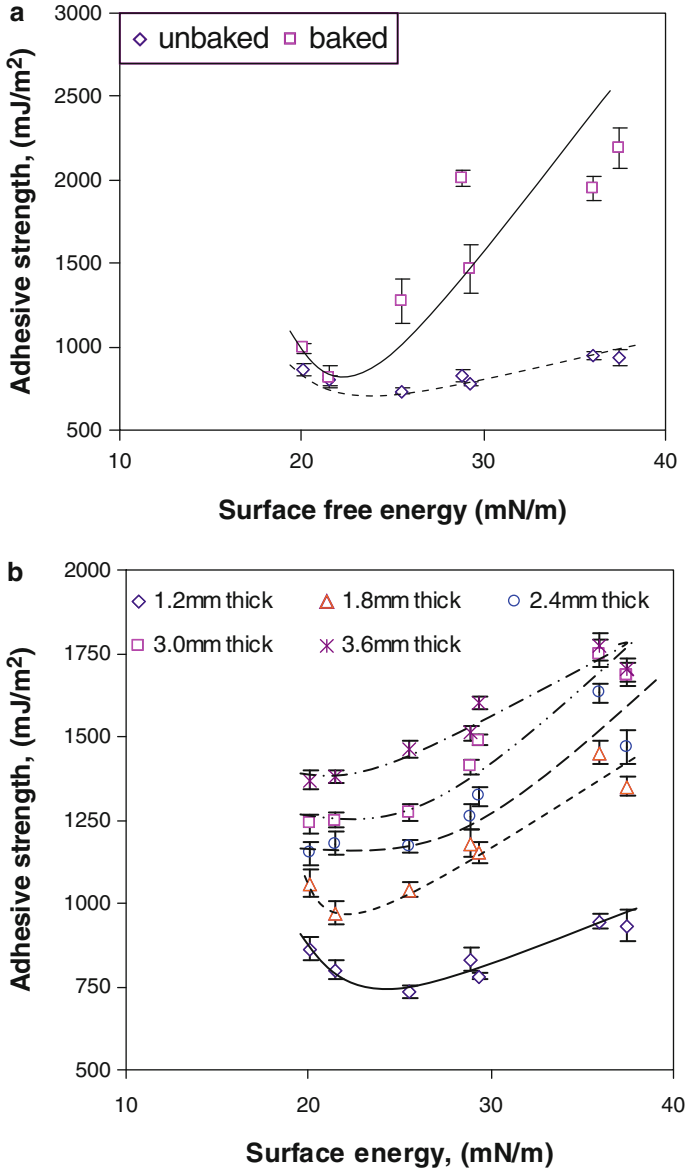 a
unbaked baked
3000
2500
2000
1500
1000
500
10 20 30 40
Adhesive strength, (mJ/m²)
Surface free energy (mN/m)
b
1.2mm thick 1.8mm thick 2.4mm thick
3.0mm thick 3.6mm thick
2000
1750
1500
1250
1000
750
500
10 20 30 40
Adhesive strength, (mJ/m²)
Surface energy, (mN/m)